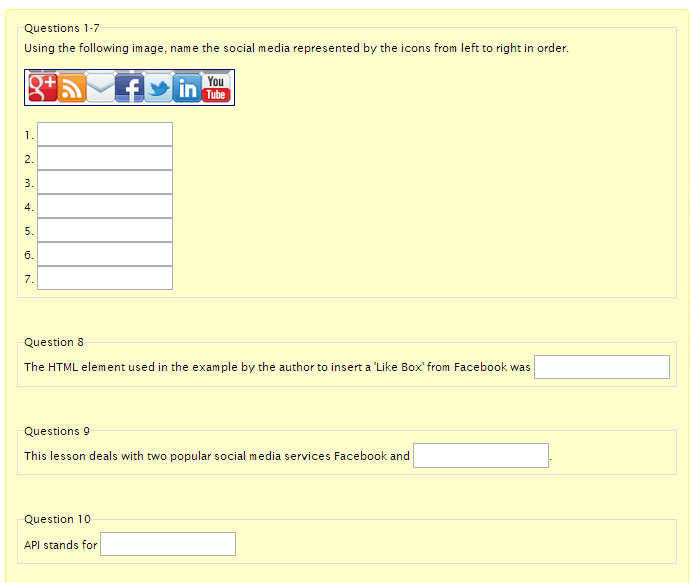 Questions 1-7
Using the following image, name the social media represented by the icons from left to right in order.
g+ f in You Tube
1.
2.
3.
4.
5.
6.
7.
Question 8
The HTML element used in the example by the author to insert a 'Like Box' from Facebook was
Questions 9
This lesson deals with two popular social media services Facebook and .
Question 10
API stands for